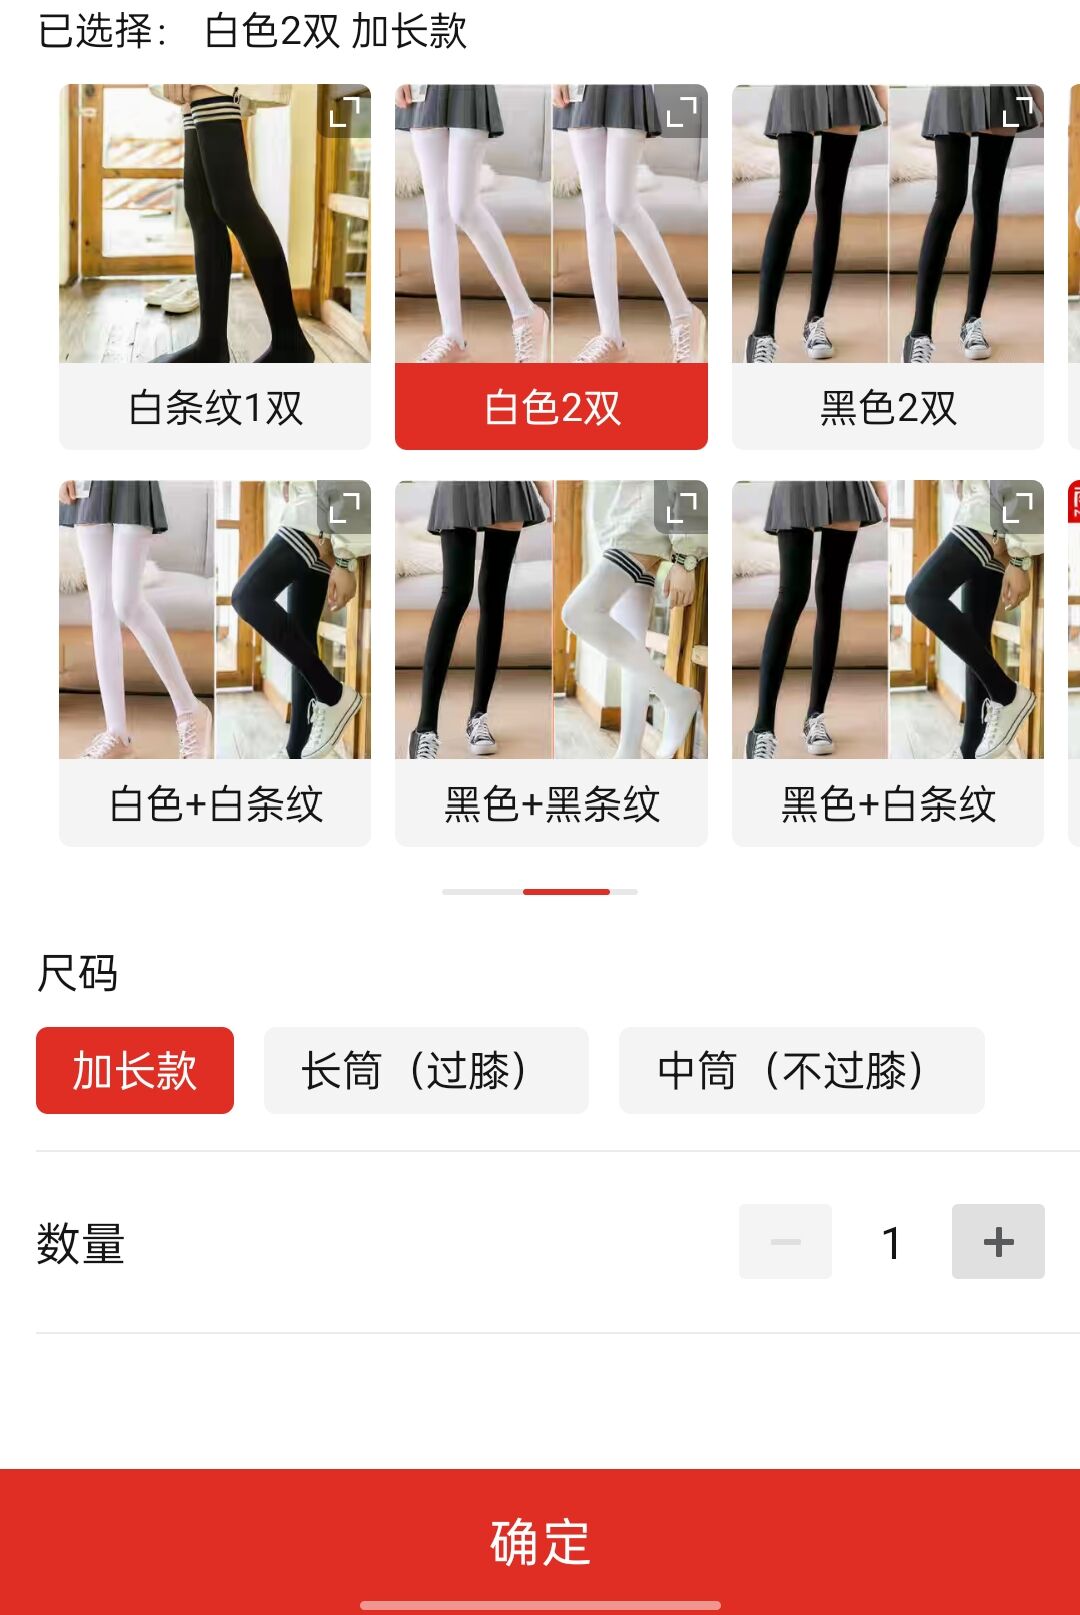 已选择： 白色2双 加长款
白条纹1双
白色2双
黑色2双
白色+白条纹
黑色+黑条纹
黑色+白条纹
尺码
加长款
长筒（过膝）
中筒（不过膝）
数量
1
确定